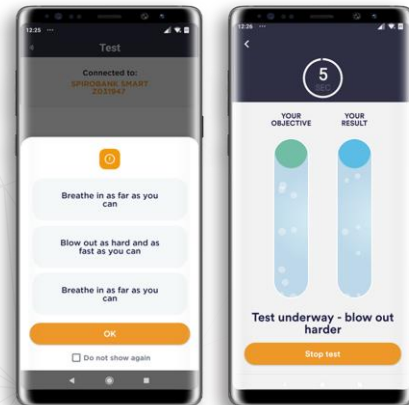 12:25
Test
Connected to:
SPIROBANK SMART
Z031947
Breathe in as far as you
can
Blow out as hard and as
fast as you can
Breathe in as far as you
can
OK
Do not show again
12:26
5
SEC
YOUR
OBJECTIVE
YOUR
RESULT
Test underway - blow out
harder
Stop test